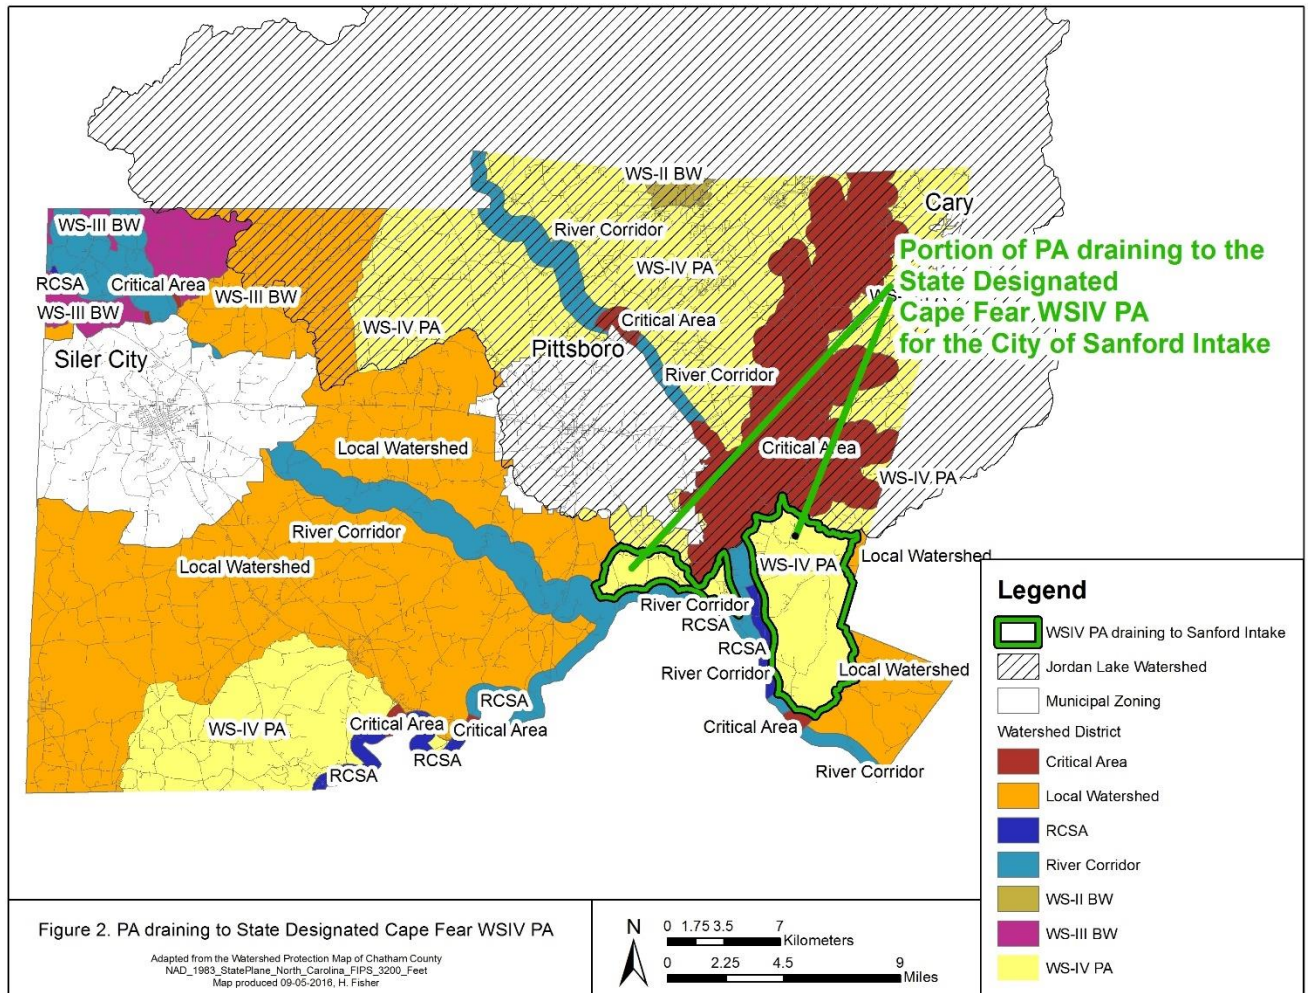 WS-II BW
Cary
WS-III BW
River Corridor
Portion of PA draining to the
State Designated
Cape Fear WSIV PA
for the City of Sanford Intake
WS-IV PA
RCSA
Critical Area
WS-III BW
WS-III BW
Critical Area
WS-IV PA
Pittsboro
Siler City
River Corridor
Local Watershed
Critical Area
WS-IV PA
River Corridor
Local Watershed
WS-IV PA
Local Watershed
River Corridor
RCSA
RCSA
River Corridor
Local Watershed
RCSA
WS-IV PA
Critical Area
Critical Area
Critical Area
RCSA
RCSA
River Corridor
Legend
WSIV PA draining to Sanford Intake
Jordan Lake Watershed
Municipal Zoning
Watershed District
Critical Area
Local Watershed
RCSA
River Corridor
WS-II BW
WS-III BW
WS-IV PA
Figure 2. PA draining to State Designated Cape Fear WSIV PA
Adapted from the Watershed Protection Map of Chatham County
NAD_1983_StatePlane_North_Carolina_FIPS_3200_Feet
Map produced 09-05-2016, H. Fisher
N
0 1.75 3.5 7
Kilometers
0 2.25 4.5 9
Miles